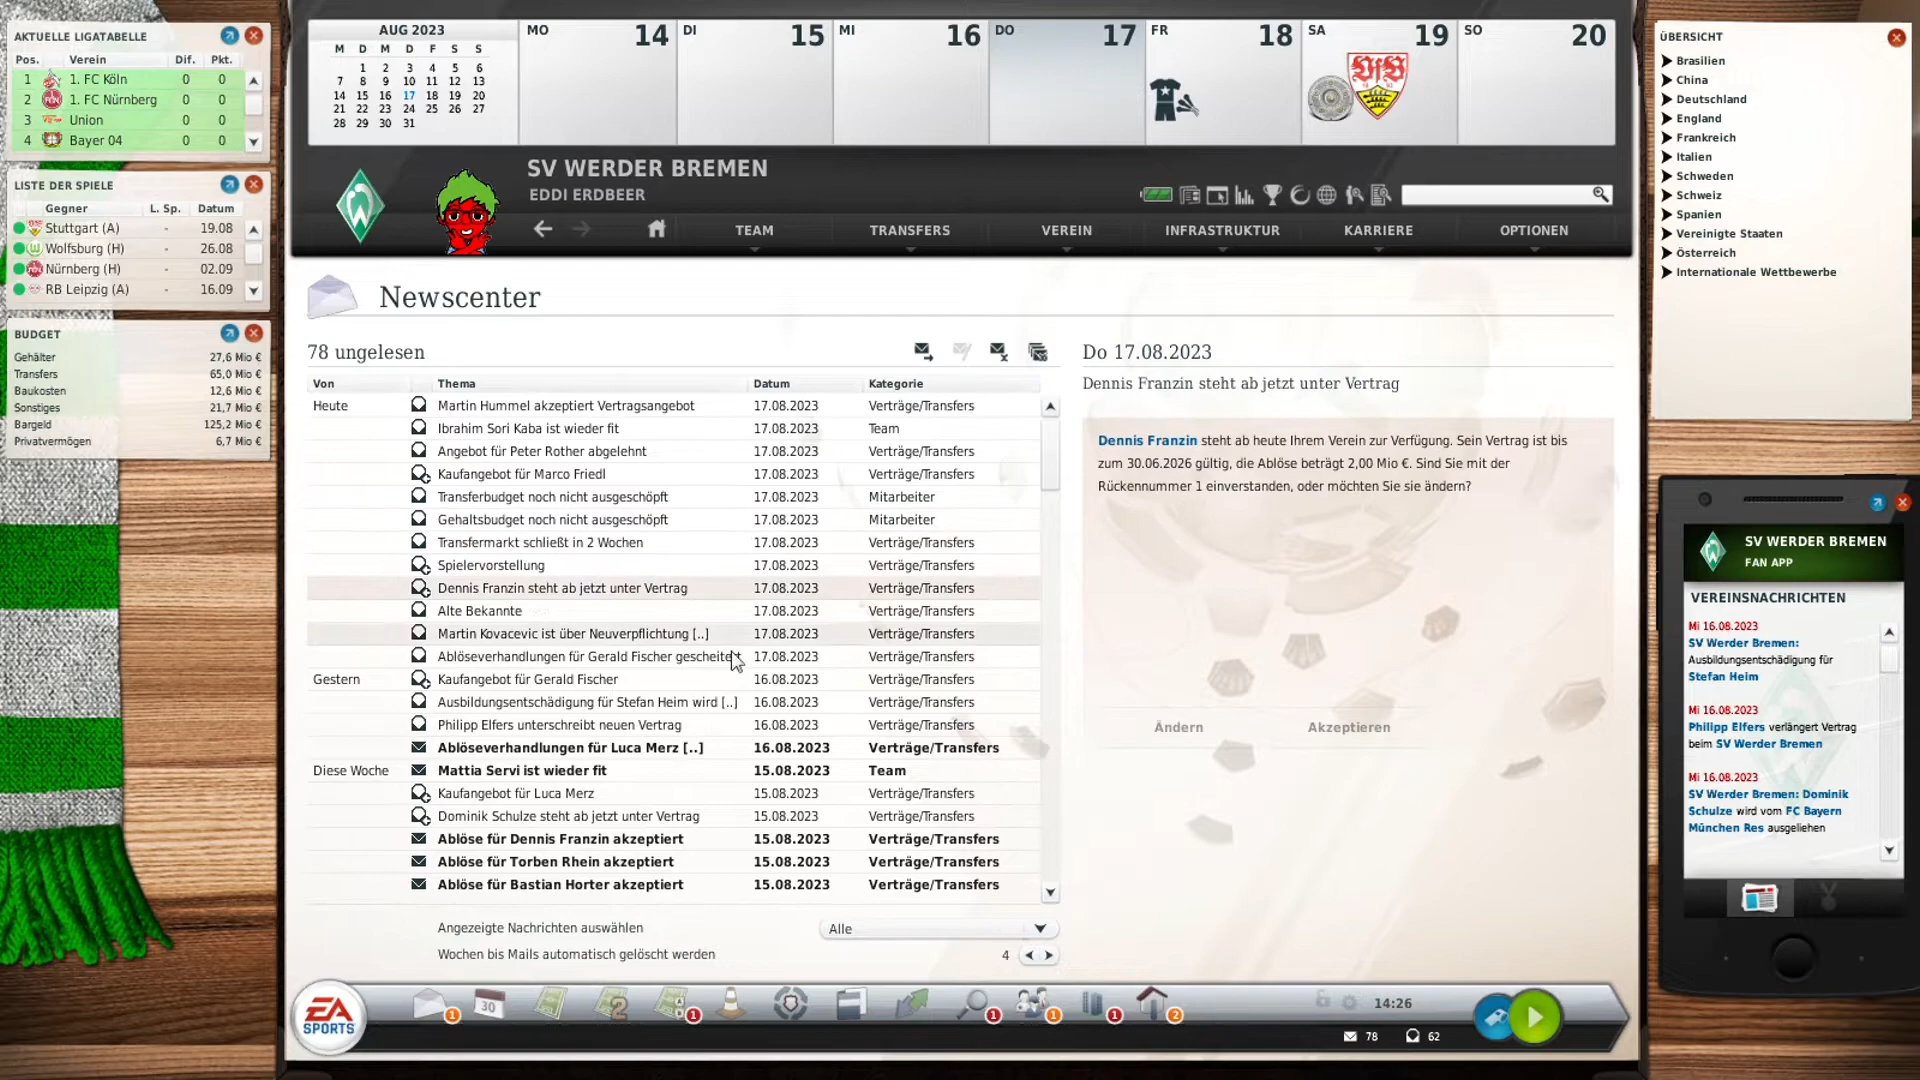 AKTUELLE LIGATABELLE
Pos. Verein Dif. Pkt.
1 1. FC Köln 0 0
2 1. FC Nürnberg 0 0
3 Union 0 0
4 Bayer 04 0 0
LISTE DER SPIELE
Gegner L. Sp. Datum
Stuttgart (A) - 19.08
Wolfsburg (H) - 26.08
Nürnberg (H) - 02.09
RB Leipzig (A) - 16.09
BUDGET
Gehälter 27,6 Mio €
Transfers 65,0 Mio €
Baukosten 12,6 Mio €
Sonstiges 21,7 Mio €
Bargeld 125,2 Mio €
Privatvermögen 6,7 Mio €
AUG 2023
M D M D F S S
1 2 3 4 5 6
7 8 9 10 11 12 13
14 15 16 17 18 19 20
21 22 23 24 25 26 27
28 29 30 31
MO 14 DI 15 MI 16 DO 17 FR 18 SA 19 SO 20
VfB
SV WERDER BREMEN
EDDI ERDBEER
TEAM TRANSFERS VEREIN INFRASTRUKTUR KARRIERE OPTIONEN
Newscenter
78 ungelesen
Von Thema Datum Kategorie
Heute Martin Hummel akzeptiert Vertragsangebot 17.08.2023 Verträge/Transfers
Ibrahim Sori Kaba ist wieder fit 17.08.2023 Team
Angebot für Peter Rother abgelehnt 17.08.2023 Verträge/Transfers
Kaufangebot für Marco Friedl 17.08.2023 Verträge/Transfers
Transferbudget noch nicht ausgeschöpft 17.08.2023 Mitarbeiter
Gehaltsbudget noch nicht ausgeschöpft 17.08.2023 Mitarbeiter
Transfermarkt schließt in 2 Wochen 17.08.2023 Verträge/Transfers
Spielervorstellung 17.08.2023 Verträge/Transfers
Dennis Franzin steht ab jetzt unter Vertrag 17.08.2023 Verträge/Transfers
Alte Bekannte 17.08.2023 Verträge/Transfers
Martin Kovacevic ist über Neuverpflichtung [..] 17.08.2023 Verträge/Transfers
Ablöseverhandlungen für Gerald Fischer gescheitert 17.08.2023 Verträge/Transfers
Gestern Kaufangebot für Gerald Fischer 16.08.2023 Verträge/Transfers
Ausbildungsentschädigung für Stefan Heim wird [..] 16.08.2023 Verträge/Transfers
Philipp Elfers unterschreibt neuen Vertrag 16.08.2023 Verträge/Transfers
Ablöseverhandlungen für Luca Merz [..] 16.08.2023 Verträge/Transfers
Diese Woche Mattia Servi ist wieder fit 15.08.2023 Team
Kaufangebot für Luca Merz 15.08.2023 Verträge/Transfers
Dominik Schulze steht ab jetzt unter Vertrag 15.08.2023 Verträge/Transfers
Ablöse für Dennis Franzin akzeptiert 15.08.2023 Verträge/Transfers
Ablöse für Torben Rhein akzeptiert 15.08.2023 Verträge/Transfers
Ablöse für Bastian Horter akzeptiert 15.08.2023 Verträge/Transfers
Angezeigte Nachrichten auswählen Alle
Wochen bis Mails automatisch gelöscht werden 4
Do 17.08.2023
Dennis Franzin steht ab jetzt unter Vertrag
Dennis Franzin steht ab heute Ihrem Verein zur Verfügung. Sein Vertrag ist bis
zum 30.06.2026 gültig, die Ablöse beträgt 2,00 Mio €. Sind Sie mit der
Rückennummer 1 einverstanden, oder möchten Sie sie ändern?
Ändern Akzeptieren
EA
SPORTS
1 30 2 1 1 1 1 2
14:26
78 62
ÜBERSICHT
Brasilien
China
Deutschland
England
Frankreich
Italien
Schweden
Schweiz
Spanien
Vereinigte Staaten
Österreich
Internationale Wettbewerbe
SV WERDER BREMEN
FAN APP
VEREINSNACHRICHTEN
Mi 16.08.2023
SV Werder Bremen:
Ausbildungsentschädigung für
Stefan Heim
Mi 16.08.2023
Philipp Elfers verlängert Vertrag
beim SV Werder Bremen
Mi 16.08.2023
SV Werder Bremen: Dominik
Schulze wird vom FC Bayern
München Res ausgeliehen